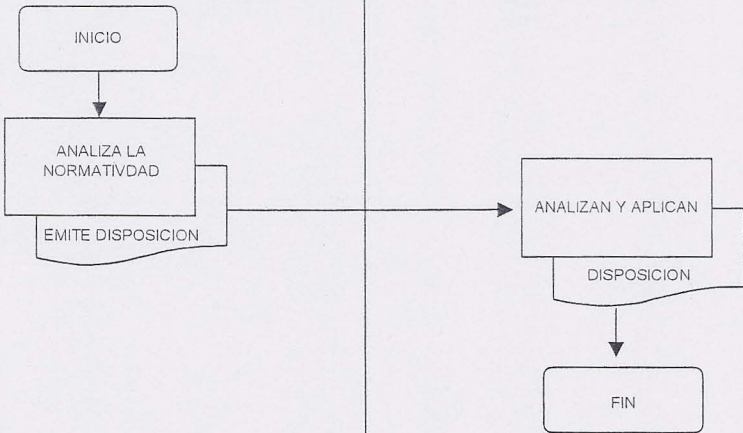 INICIO
ANALIZA LA
NORMATIVDAD
EMITE DISPOSICION
ANALIZAN Y APLICAN
DISPOSICION
FIN